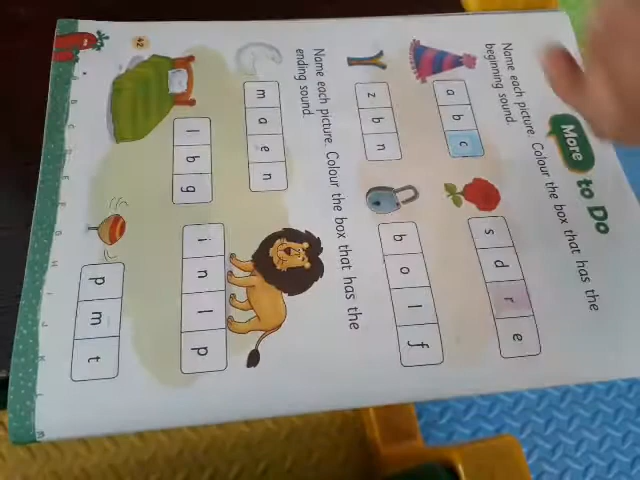 More to Do
Name each picture. Colour the box that has the
beginning sound.
a b c
s d r e
z b n
b o l f
Name each picture. Colour the box that has the
ending sound.
m a e n
i n l p
l b g
p m t
42